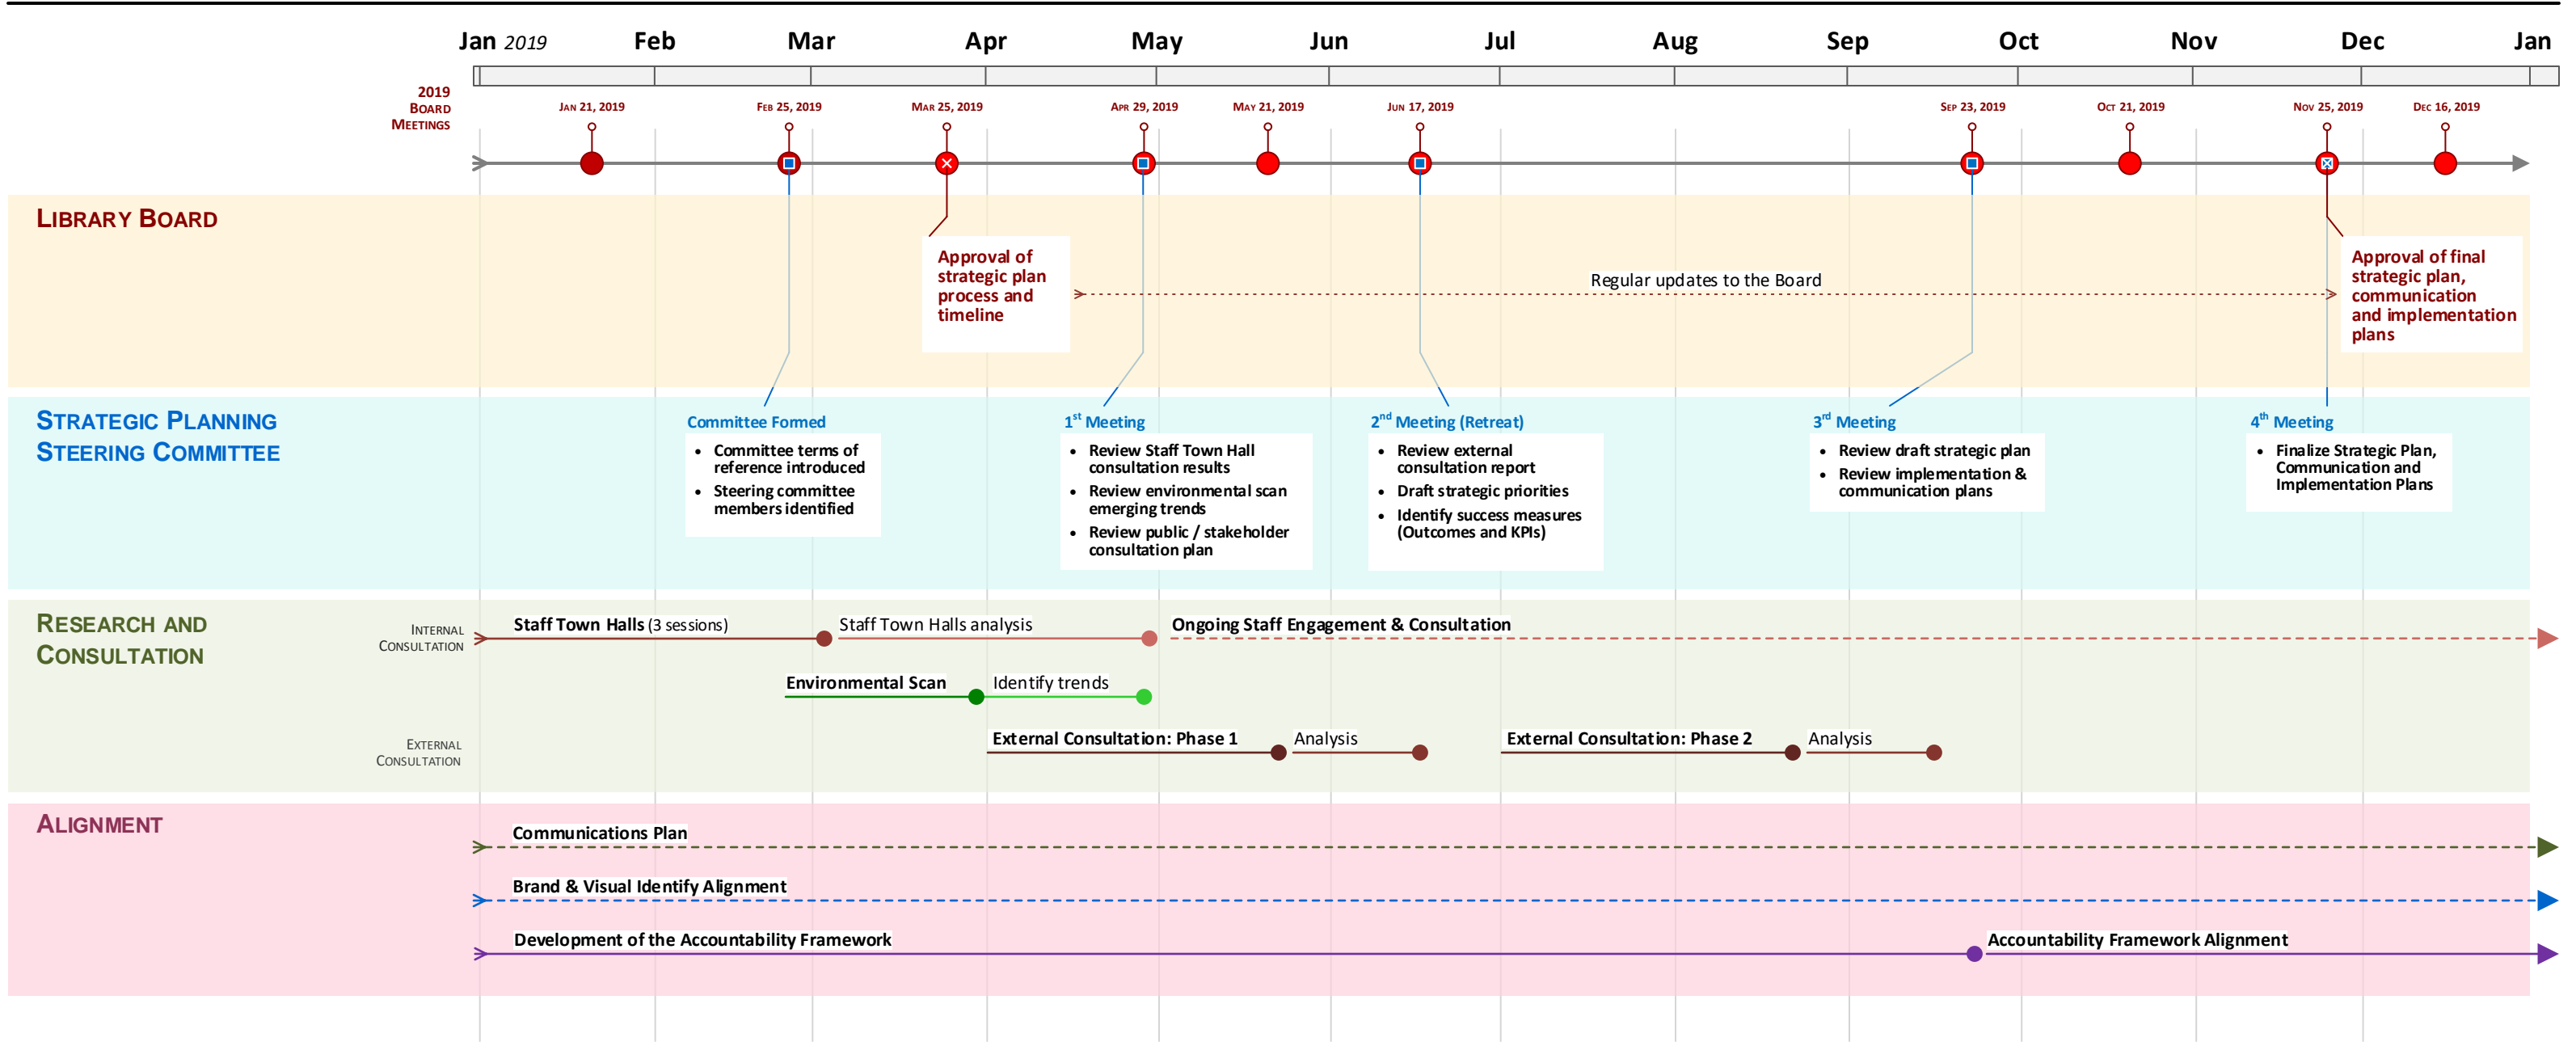 Jan 2019 Feb Mar Apr May Jun Jul Aug Sep Oct Nov Dec Jan
2019
Board
Meetings
Jan 21, 2019 Feb 25, 2019 Mar 25, 2019 Apr 29, 2019 May 21, 2019 Jun 17, 2019 Sep 23, 2019 Oct 21, 2019 Nov 25, 2019 Dec 16, 2019
Library Board
Approval of
strategic plan
process and
timeline
Regular updates to the Board
Approval of final
strategic plan,
communication
and implementation
plans
Strategic Planning
Steering Committee
Committee Formed
• Committee terms of
reference introduced
• Steering committee
members identified
1st Meeting
• Review Staff Town Hall
consultation results
• Review environmental scan
emerging trends
• Review public / stakeholder
consultation plan
2nd Meeting (Retreat)
• Review external
consultation report
• Draft strategic priorities
• Identify success measures
(Outcomes and KPIs)
3rd Meeting
• Review draft strategic plan
• Review implementation &
communication plans
4th Meeting
• Finalize Strategic Plan,
Communication and
Implementation Plans
Research and
Consultation
Internal
Consultation
Staff Town Halls (3 sessions) Staff Town Halls analysis Ongoing Staff Engagement & Consultation
Environmental Scan Identify trends
External
Consultation
External Consultation: Phase 1 Analysis External Consultation: Phase 2 Analysis
Alignment
Communications Plan
Brand & Visual Identify Alignment
Development of the Accountability Framework Accountability Framework Alignment